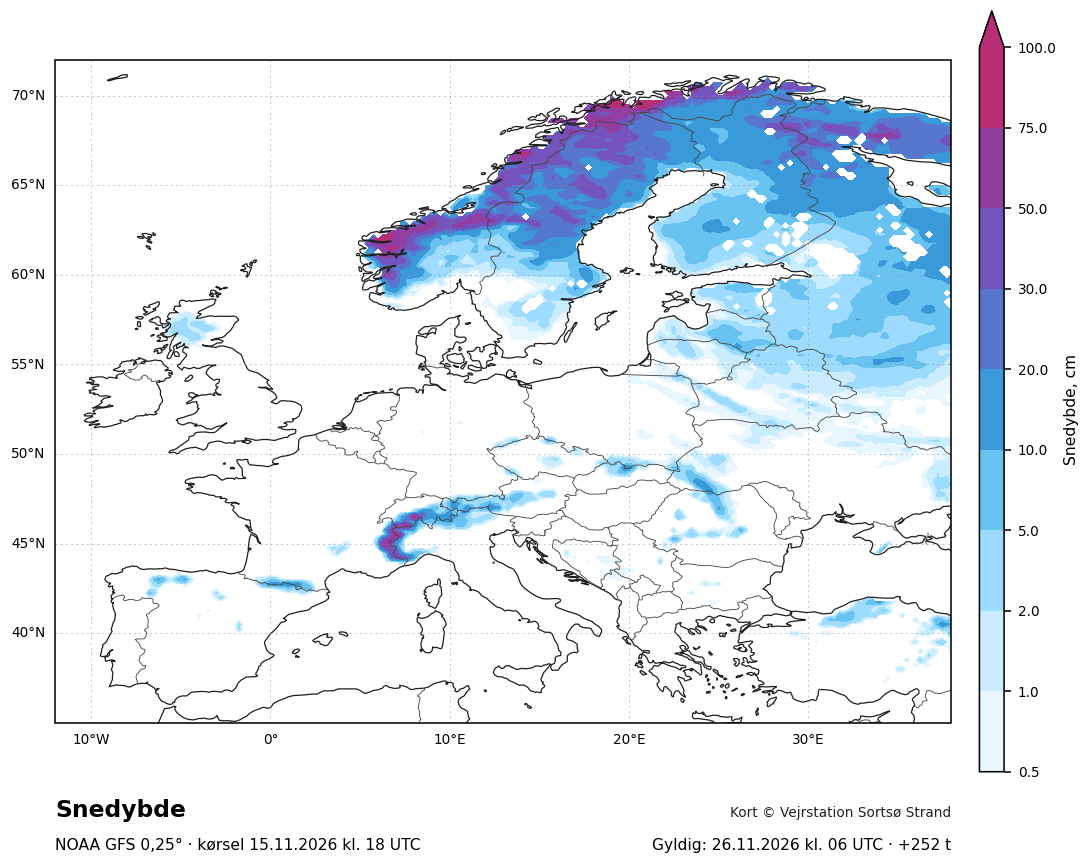 100.0
75.0
50.0
30.0
20.0
10.0
5.0
2.0
1.0
0.5
Snedybde, cm
70°N
65°N
60°N
55°N
50°N
45°N
40°N
10°W
0°
10°E
20°E
30°E
Snedybde
Kort © Vejrstation Sortsø Strand
NOAA GFS 0,25° · kørsel 15.11.2026 kl. 18 UTC
Gyldig: 26.11.2026 kl. 06 UTC · +252 t